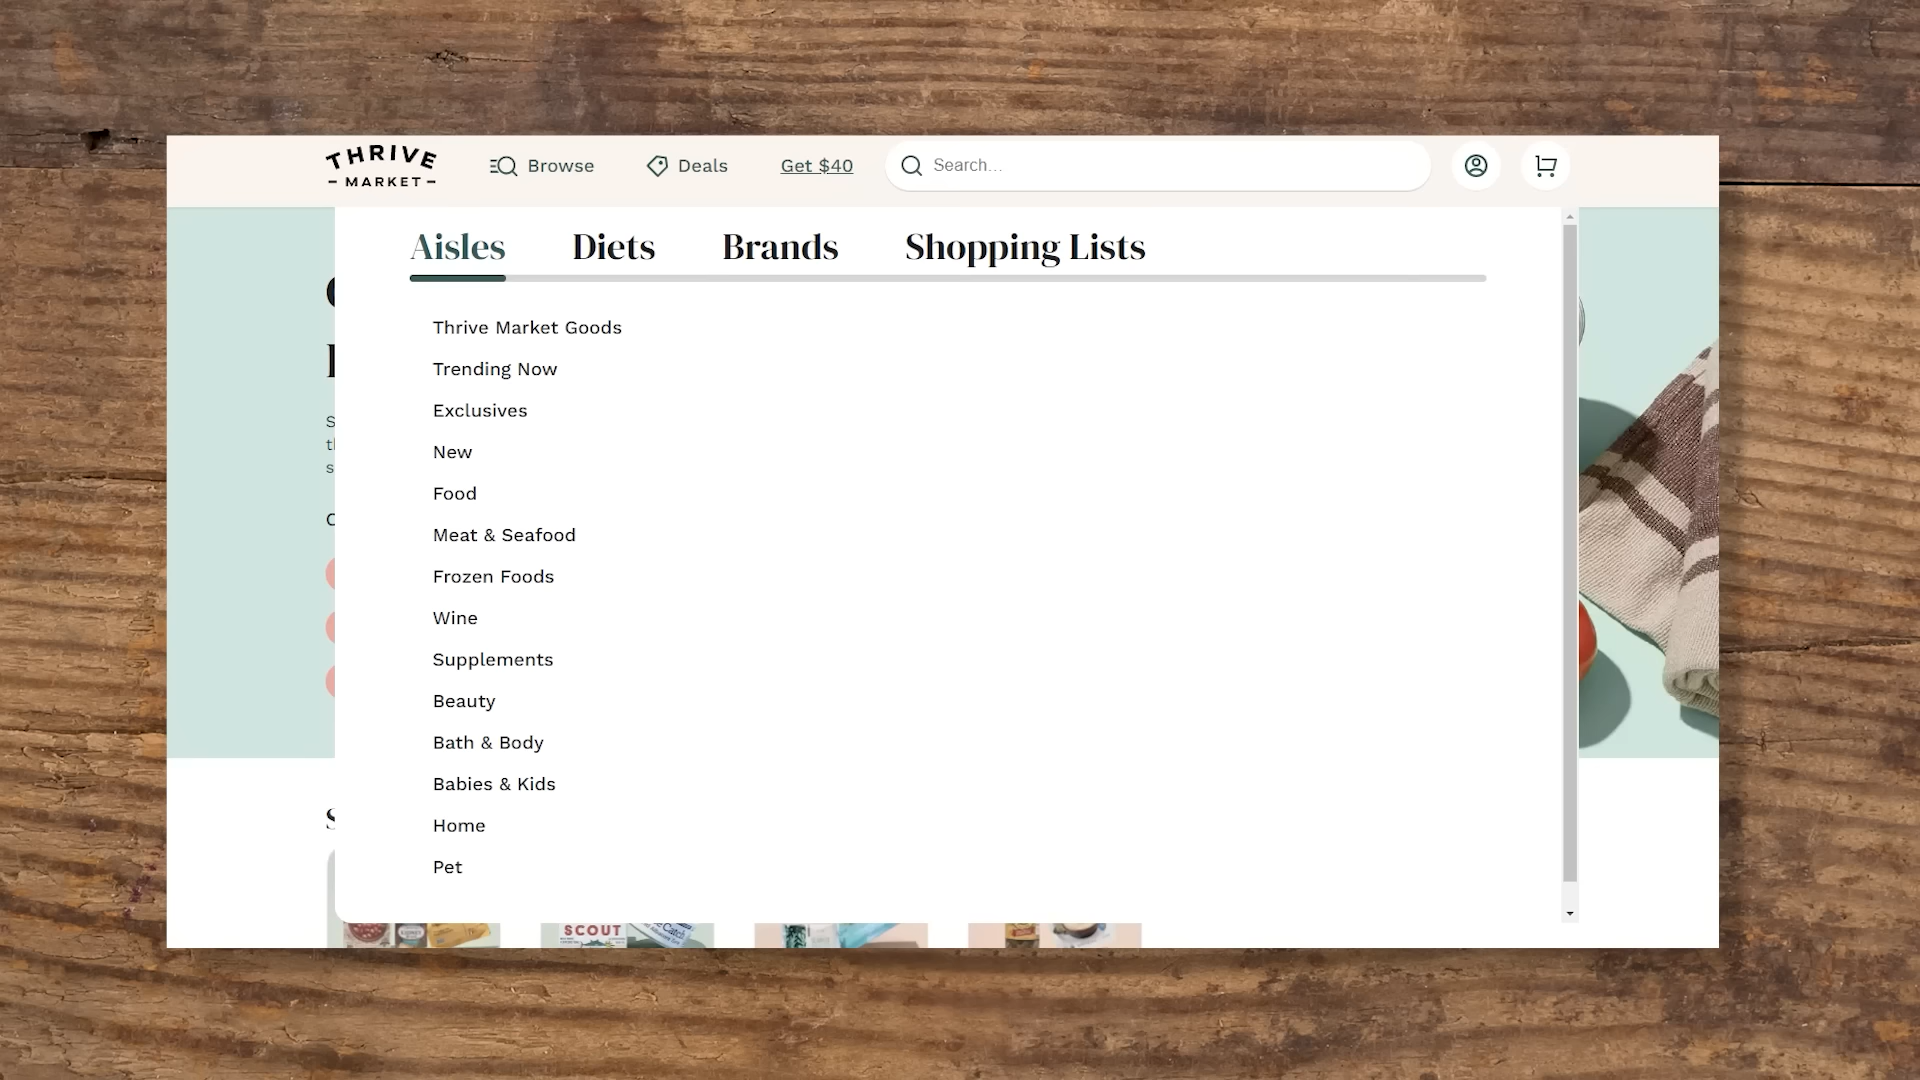 THRIVE
MARKET
Browse
Deals
Get $40
Search...
Aisles
Diets
Brands
Shopping Lists
Thrive Market Goods
Trending Now
Exclusives
New
Food
Meat & Seafood
Frozen Foods
Wine
Supplements
Beauty
Bath & Body
Babies & Kids
Home
Pet
SCOUT
Catch